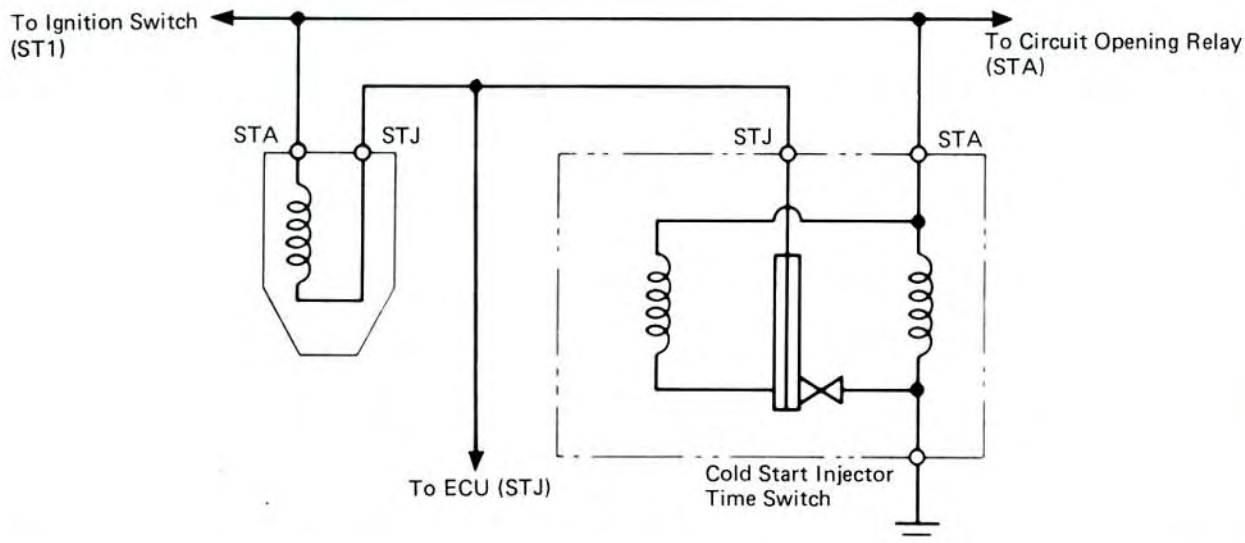 To Ignition Switch
(ST1)
To Circuit Opening Relay
(STA)
STA
STJ
STJ
STA
To ECU (STJ)
Cold Start Injector
Time Switch